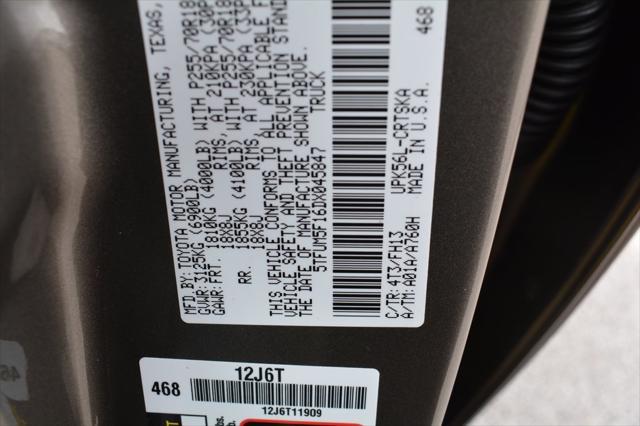 MFD.BY:TOYOTA MOTOR MANUFACTURING, TEXAS,
GVWR: 3125KG (6900LB)
GAWR:FRT. 1810KG (4000LB) WITH P255/70R18
18X8J RIMS, AT 210KPA (30P
RR. 1855KG (4100LB) WITH P255/70R18
18X8J RIMS, AT 230KPA (33P
THIS VEHICLE CONFORMS TO ALL APPLICABLE F
VEHICLE SAFETY AND THEFT PREVENTION STAND
THE DATE OF MANUFACTURE SHOWN ABOVE.
5TFUM5F16DX045847 TRUCK
468
C/TR:4T3/FH13 UPK56L-CRTSKA
A/TM:A01A/A760H MADE IN U.S.A.
12J6T
468
12J6T11909